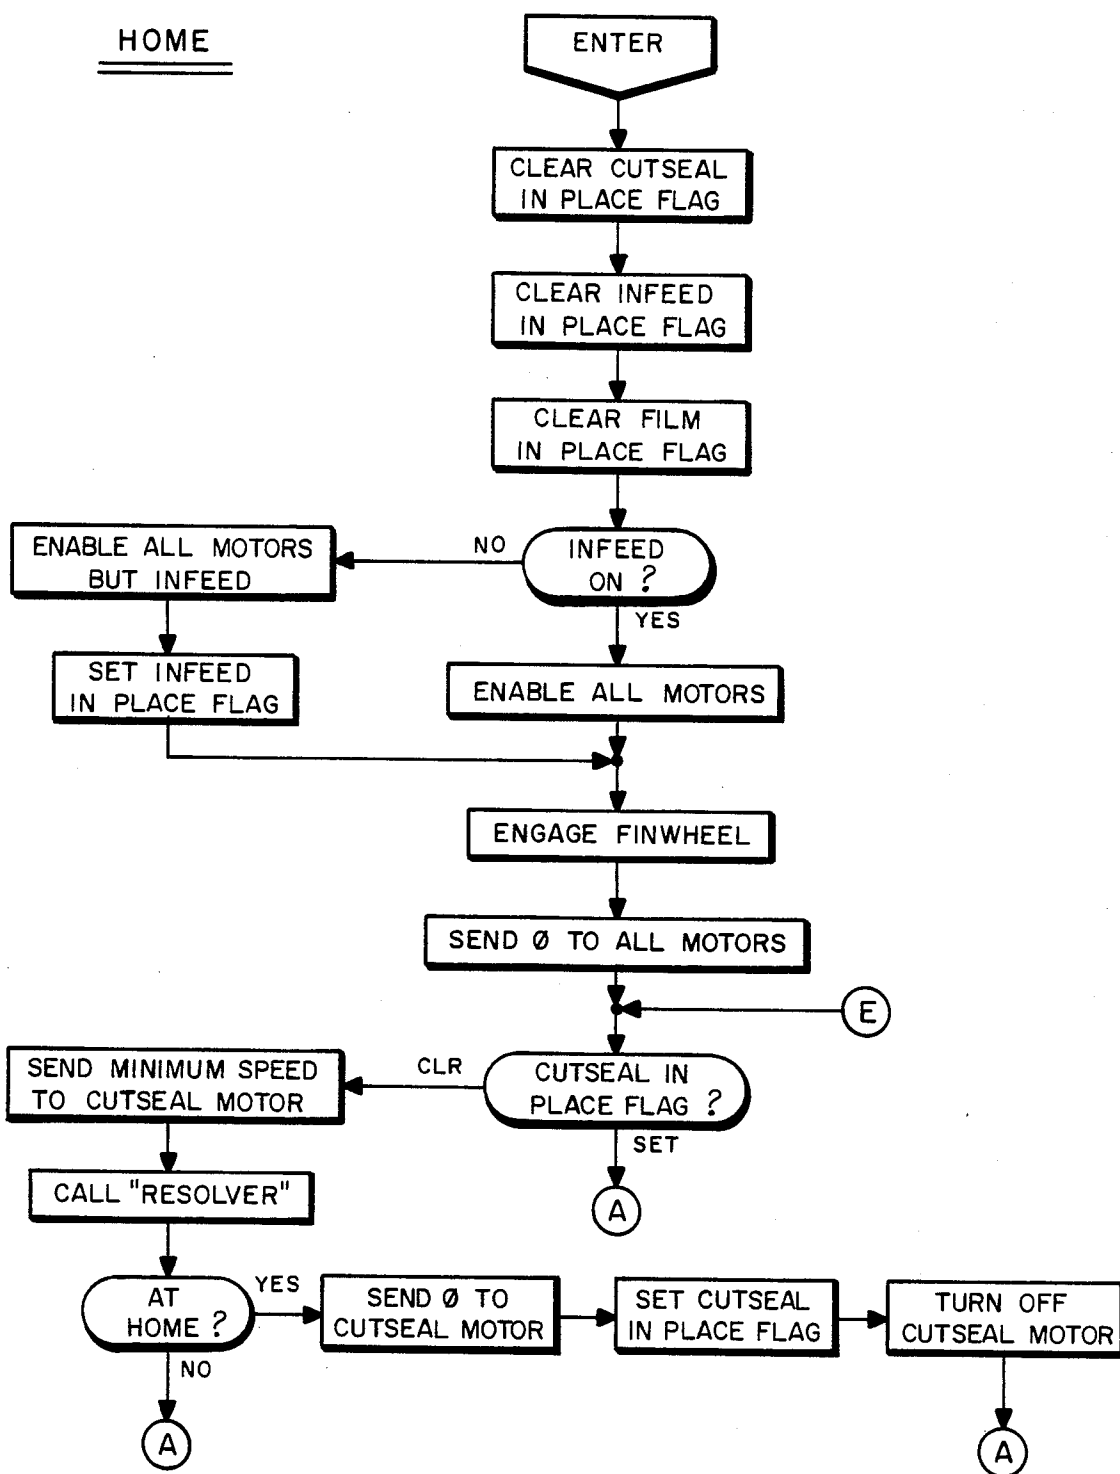 HOME
ENTER
CLEAR CUTSEAL
IN PLACE FLAG
CLEAR INFEED
IN PLACE FLAG
CLEAR FILM
IN PLACE FLAG
INFEED
ON ?
NO
YES
ENABLE ALL MOTORS
BUT INFEED
SET INFEED
IN PLACE FLAG
ENABLE ALL MOTORS
ENGAGE FINWHEEL
SEND Ø TO ALL MOTORS
E
CUTSEAL IN
PLACE FLAG ?
CLR
SET
A
SEND MINIMUM SPEED
TO CUTSEAL MOTOR
CALL "RESOLVER"
AT
HOME ?
YES
NO
A
SEND Ø TO
CUTSEAL MOTOR
SET CUTSEAL
IN PLACE FLAG
TURN OFF
CUTSEAL MOTOR
A